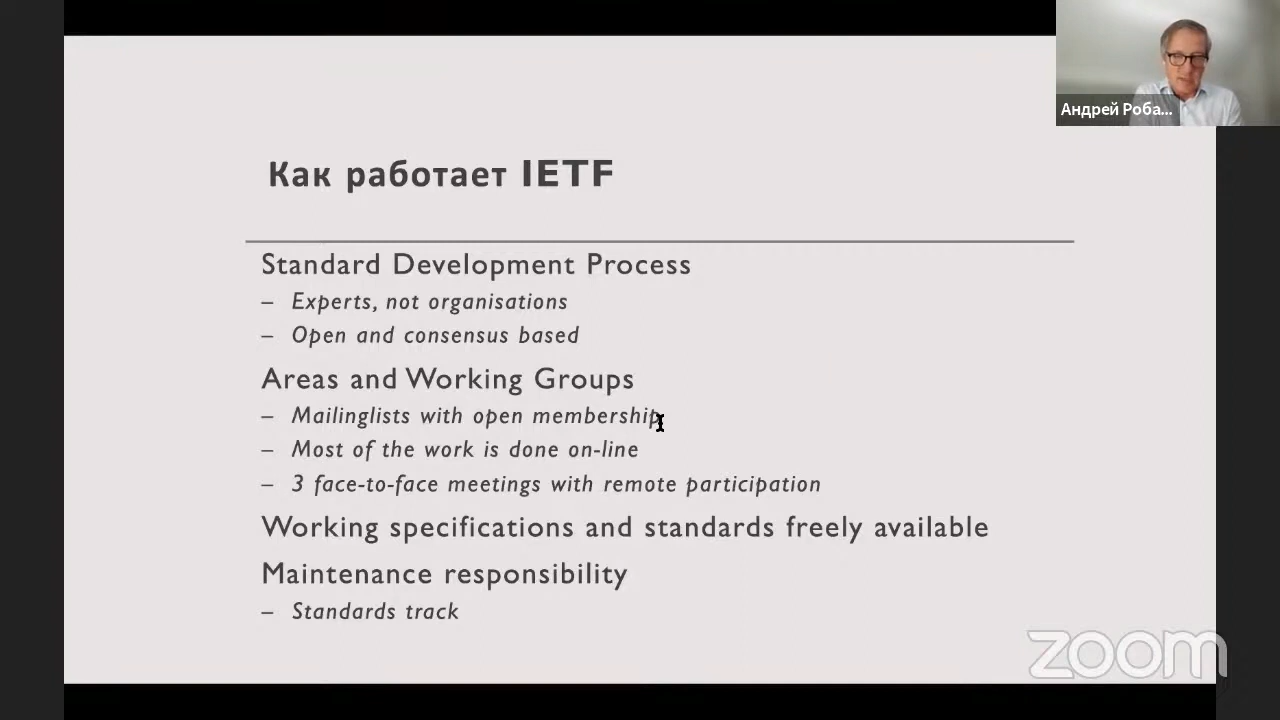 Андрей Роба...
Как работает IETF
Standard Development Process
– Experts, not organisations
– Open and consensus based
Areas and Working Groups
– Mailinglists with open membership
– Most of the work is done on-line
– 3 face-to-face meetings with remote participation
Working specifications and standards freely available
Maintenance responsibility
– Standards track
zoom